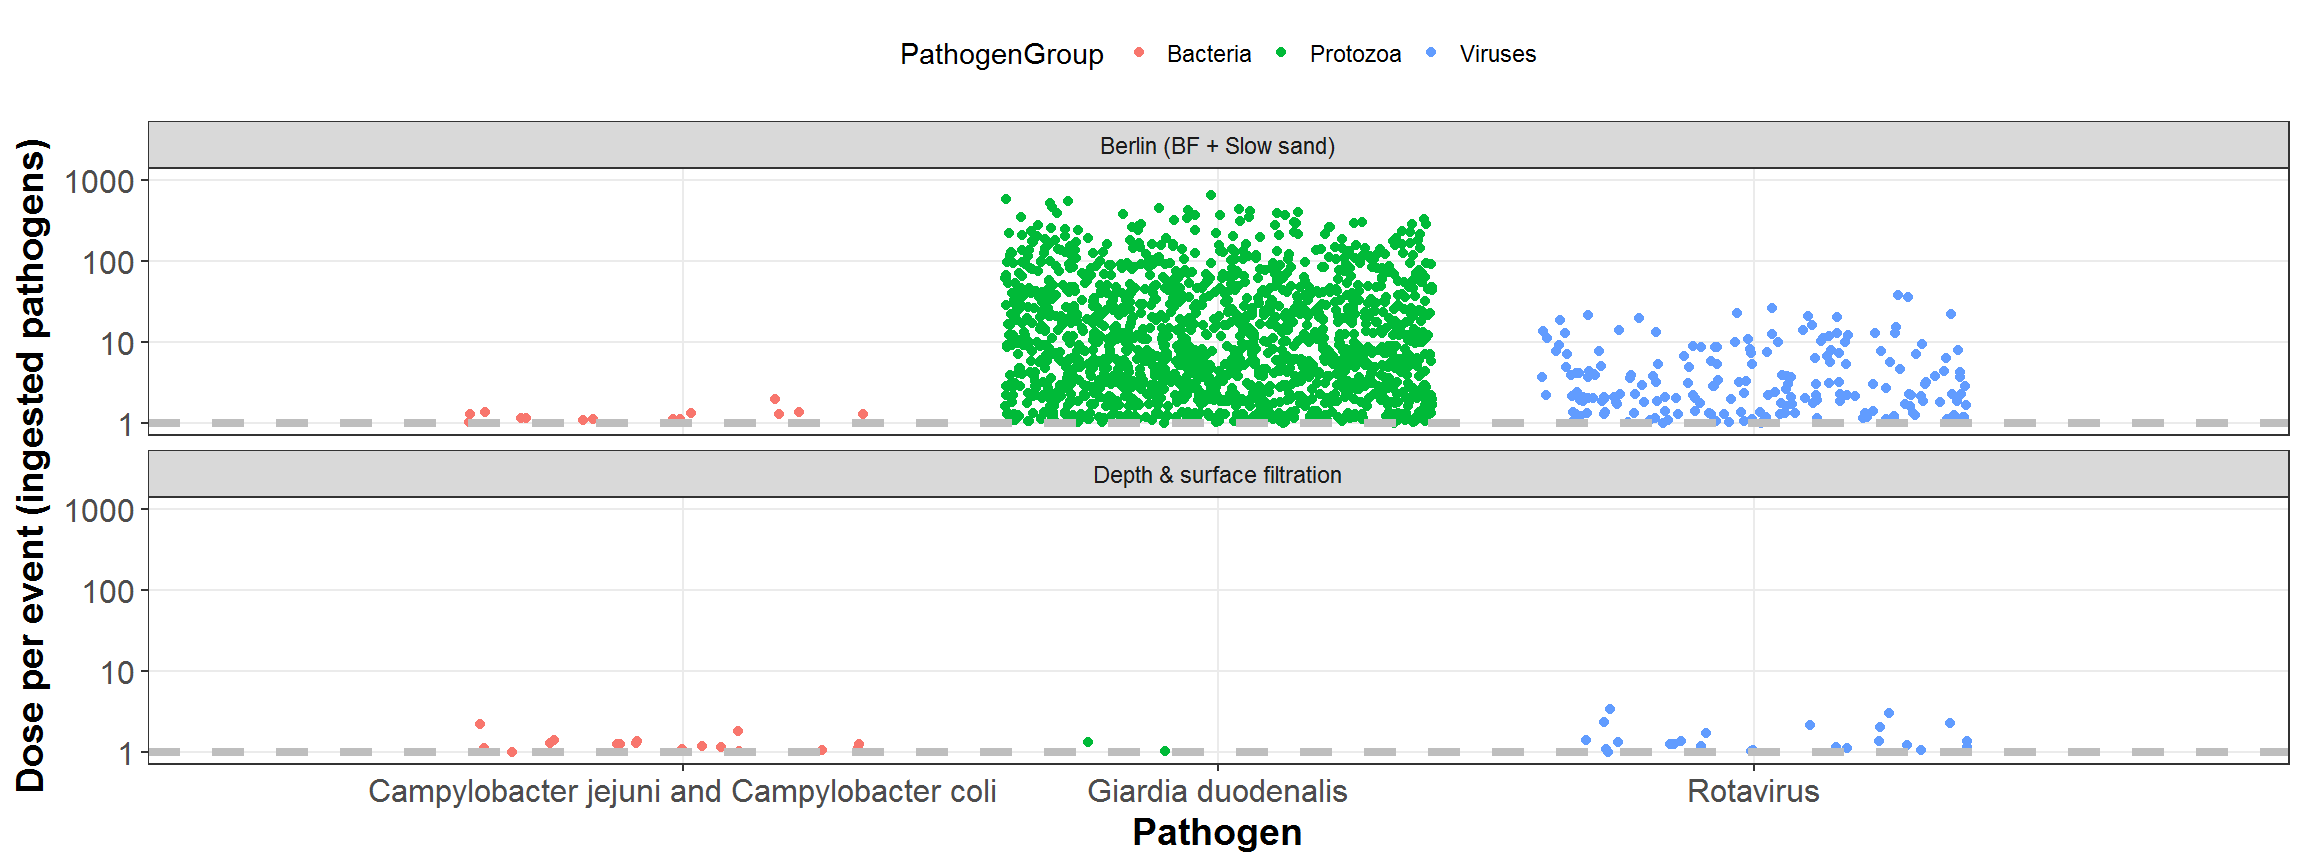 PathogenGroup Bacteria Protozoa Viruses
Dose per event (ingested pathogens)
Berlin (BF + Slow sand)
1000
100
10
1
Depth & surface filtration
1000
100
10
1
Campylobacter jejuni and Campylobacter coli Giardia duodenalis Rotavirus
Pathogen